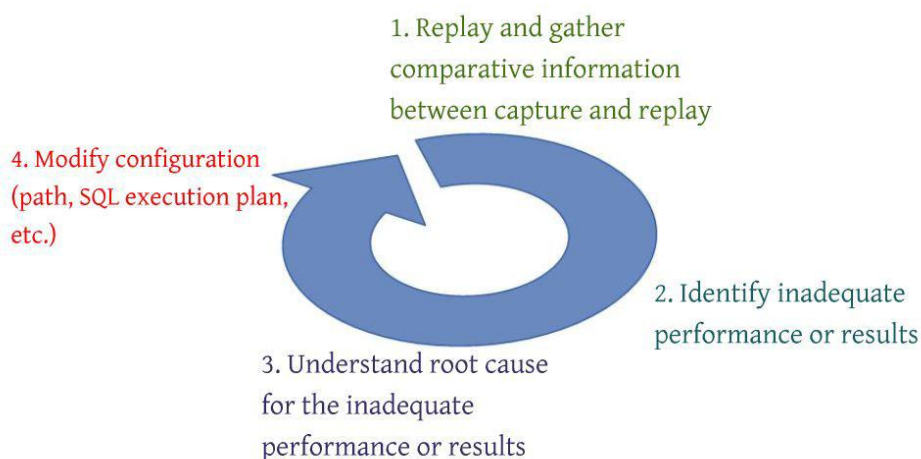 1. Replay and gather
comparative information
between capture and replay
2. Identify inadequate
performance or results
3. Understand root cause
for the inadequate
performance or results
4. Modify configuration
(path, SQL execution plan,
etc.)